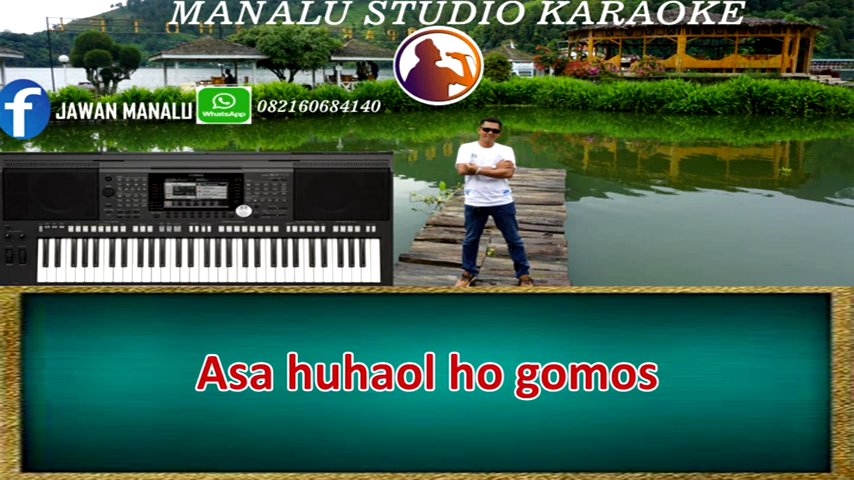 MANALU STUDIO KARAOKE
JAWAN MANALU
WhatsApp
082160684140
Asa huhaol ho gomos